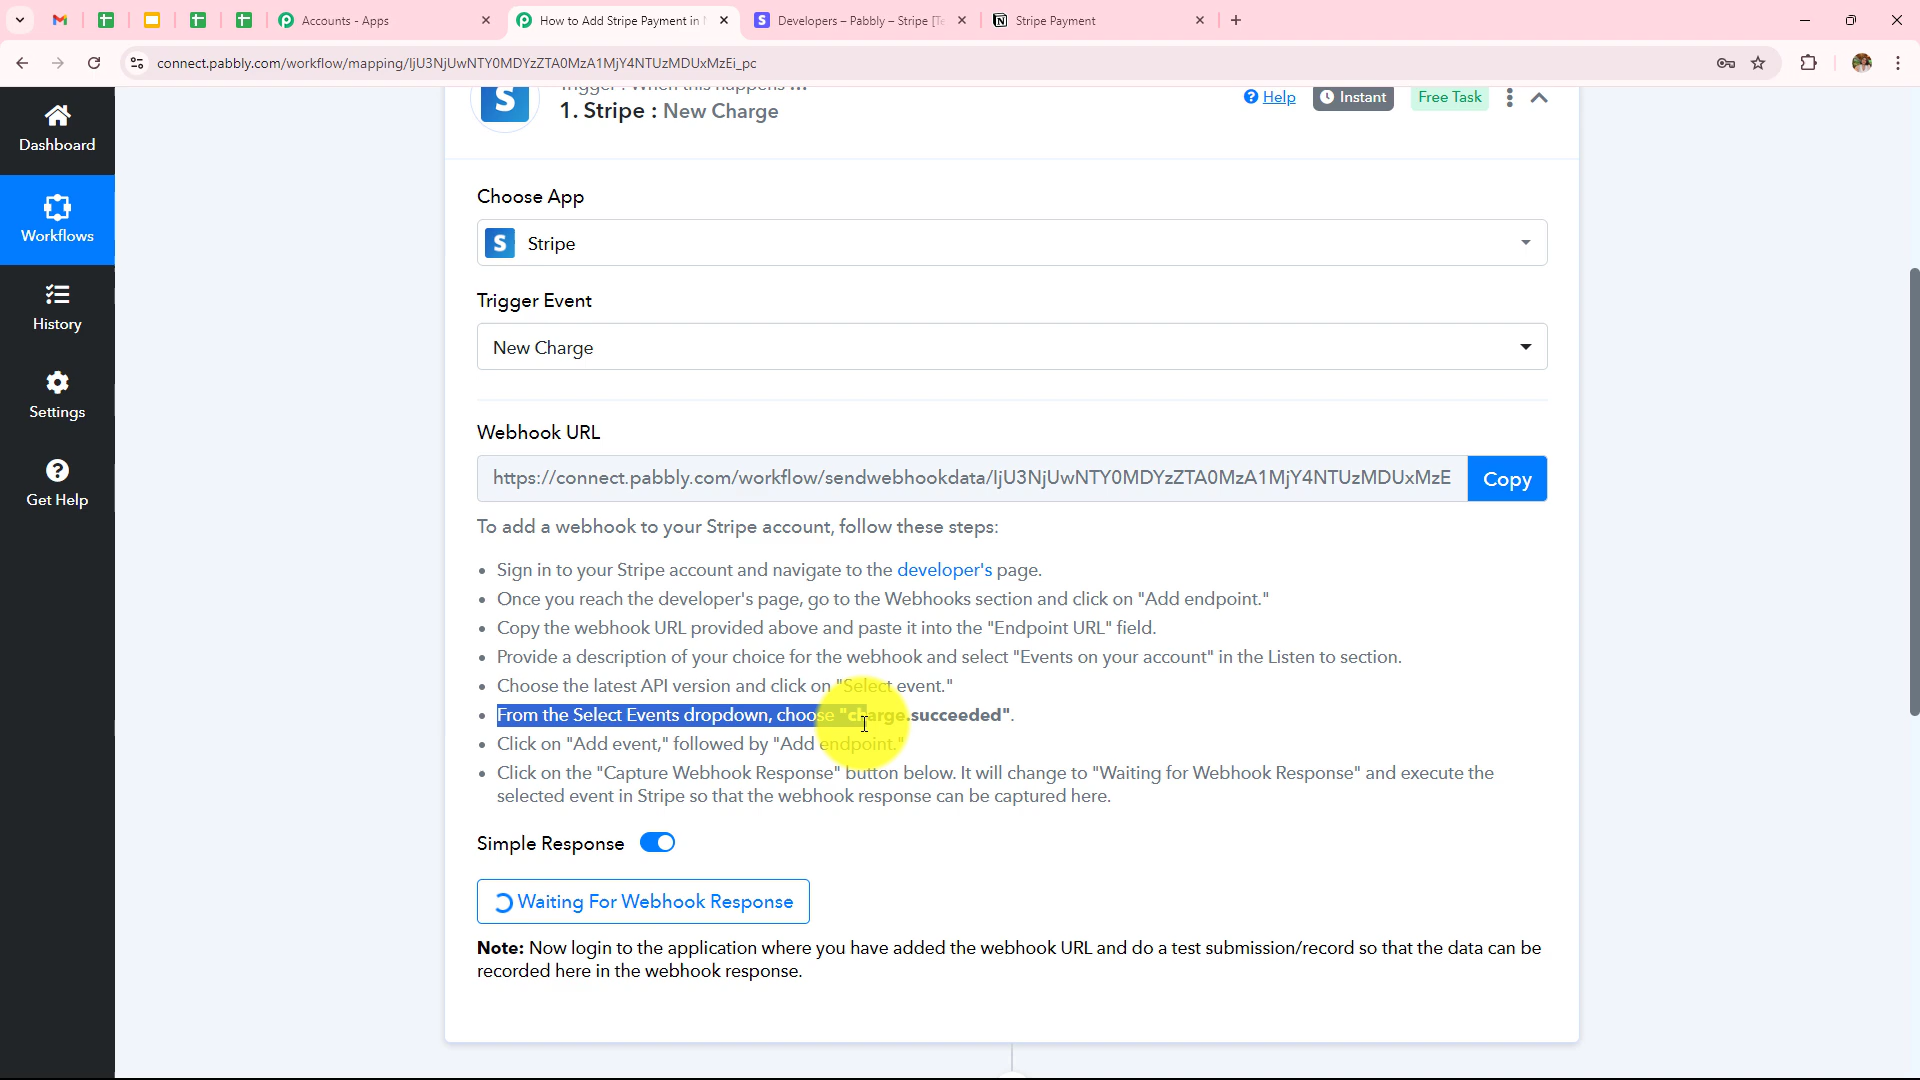 Accounts - Apps
How to Add Stripe Payment in
Developers – Pabbly – Stripe [Te
Stripe Payment
connect.pabbly.com/workflow/mapping/IjU3NjUwNTY0MDYzZTA0MzA1MjY4NTUzMDUxMzEi_pc
Dashboard
Workflows
History
Settings
Get Help
Trigger : When this happens ...
1. Stripe : New Charge
Help
Instant
Free Task
Choose App
Stripe
Trigger Event
New Charge
Webhook URL
https://connect.pabbly.com/workflow/sendwebhookdata/IjU3NjUwNTY0MDYzZTA0MzA1MjY4NTUzMDUxMzE
Copy
To add a webhook to your Stripe account, follow these steps:
• Sign in to your Stripe account and navigate to the developer's page.
• Once you reach the developer's page, go to the Webhooks section and click on "Add endpoint."
• Copy the webhook URL provided above and paste it into the "Endpoint URL" field.
• Provide a description of your choice for the webhook and select "Events on your account" in the Listen to section.
• Choose the latest API version and click on "Select event."
• From the Select Events dropdown, choose "charge.succeeded".
• Click on "Add event," followed by "Add endpoint."
• Click on the "Capture Webhook Response" button below. It will change to "Waiting for Webhook Response" and execute the
selected event in Stripe so that the webhook response can be captured here.
Simple Response
Waiting For Webhook Response
Note: Now login to the application where you have added the webhook URL and do a test submission/record so that the data can be
recorded here in the webhook response.